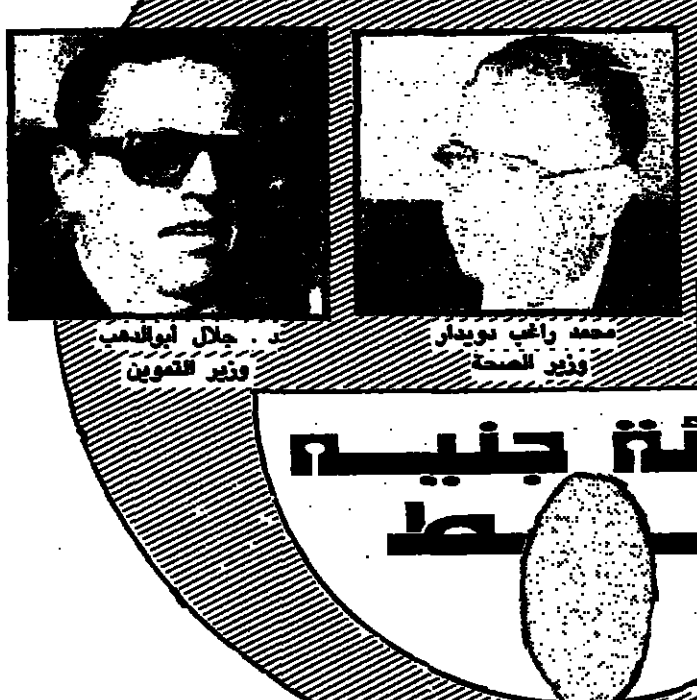 محمد راغب دويدار
وزير الصحة
د . جلال أبوالدهب
وزير التموين
ئة جنيه
ط